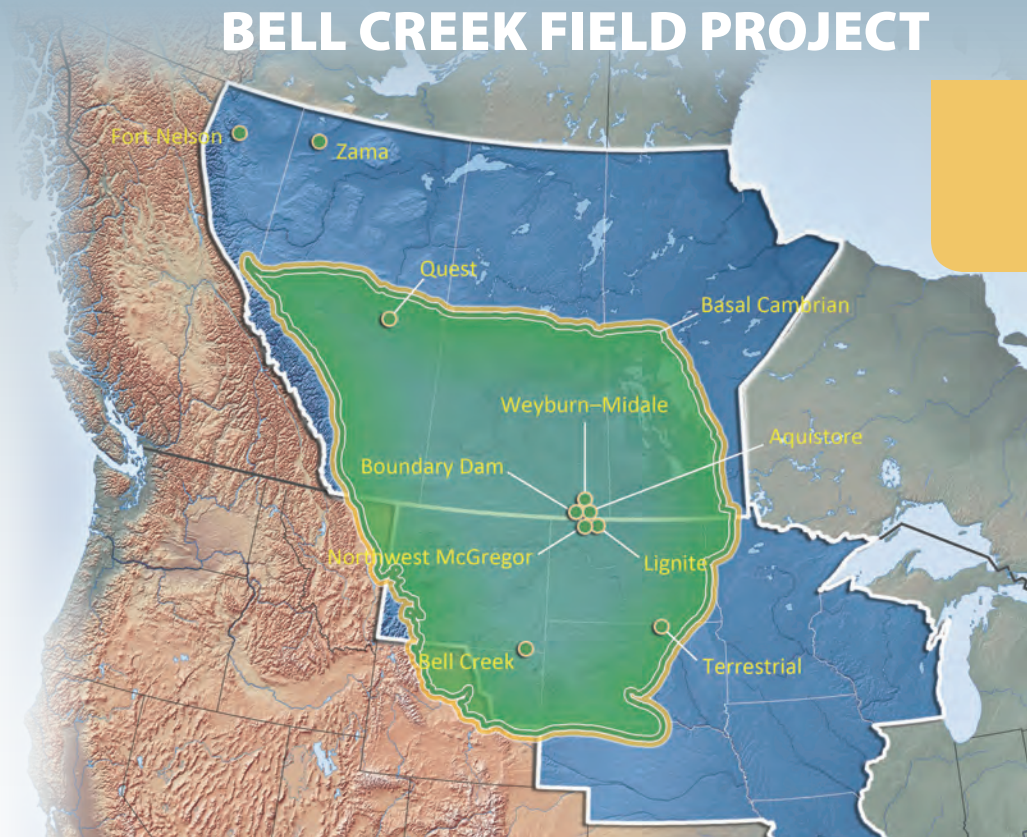 BELL CREEK FIELD PROJECT
Fort Nelson
Zama
Quest
Basal Cambrian
Weyburn–Midale
Aquistore
Boundary Dam
Northwest McGregor
Lignite
Bell Creek
Terrestrial